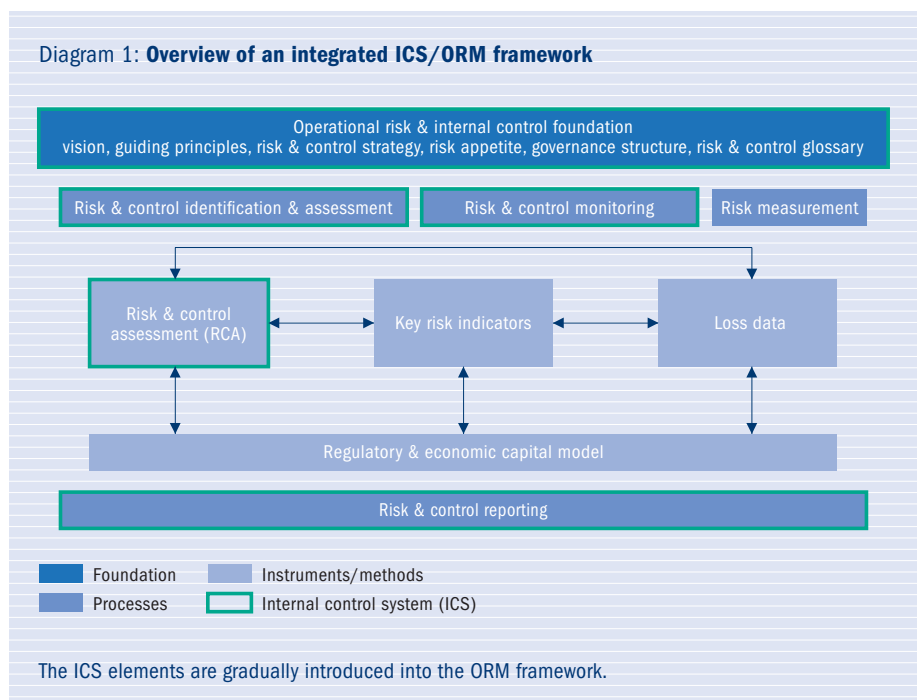 Diagram 1: Overview of an integrated ICS/ORM framework
Operational risk & internal control foundation
vision, guiding principles, risk & control strategy, risk appetite, governance structure, risk & control glossary
Risk & control identification & assessment
Risk & control monitoring
Risk measurement
Risk & control
assessment (RCA)
Key risk indicators
Loss data
Regulatory & economic capital model
Risk & control reporting
Foundation
Instruments/methods
Processes
Internal control system (ICS)
The ICS elements are gradually introduced into the ORM framework.